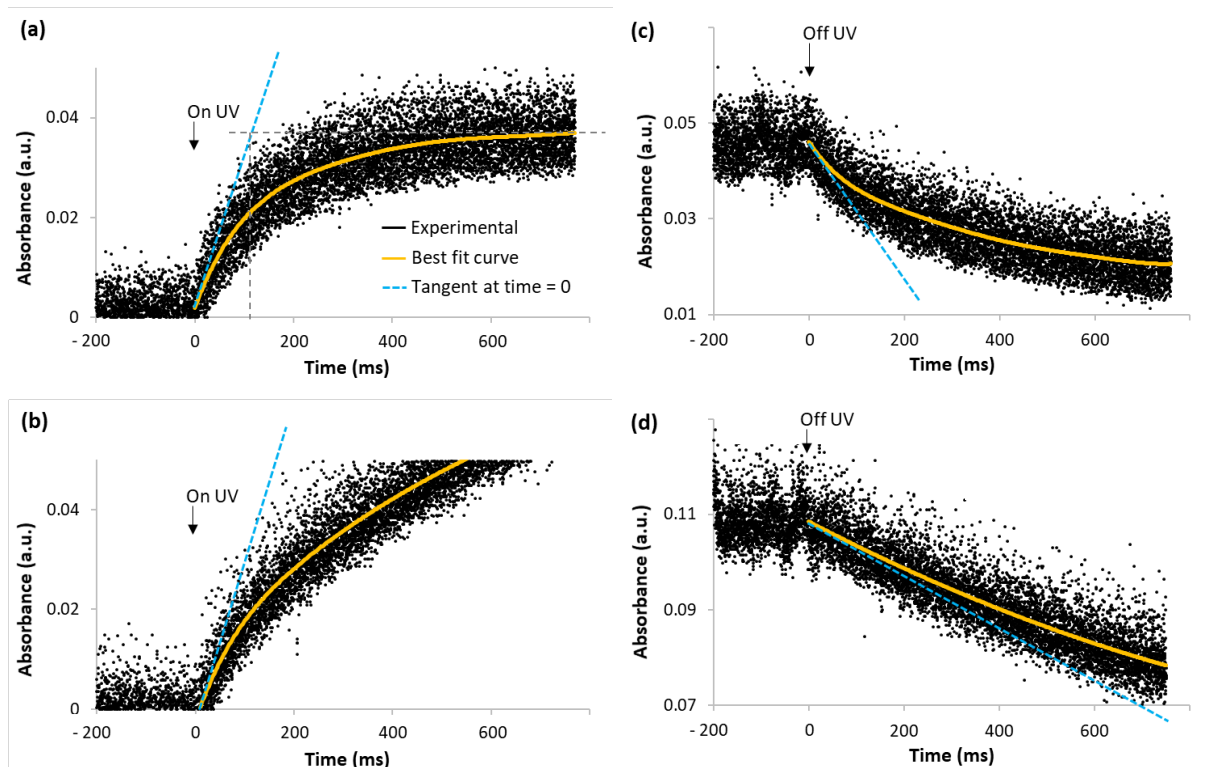 (a)
On UV
Absorbance (a.u.)
0.04
0.02
0
- 200
0
200
400
600
Time (ms)
Experimental
Best fit curve
Tangent at time = 0
(c)
Off UV
Absorbance (a.u.)
0.05
0.03
0.01
- 200
0
200
400
600
Time (ms)
(b)
On UV
Absorbance (a.u.)
0.04
0.02
0
- 200
0
200
400
600
Time (ms)
(d)
Off UV
Absorbance (a.u.)
0.11
0.09
0.07
- 200
0
200
400
600
Time (ms)